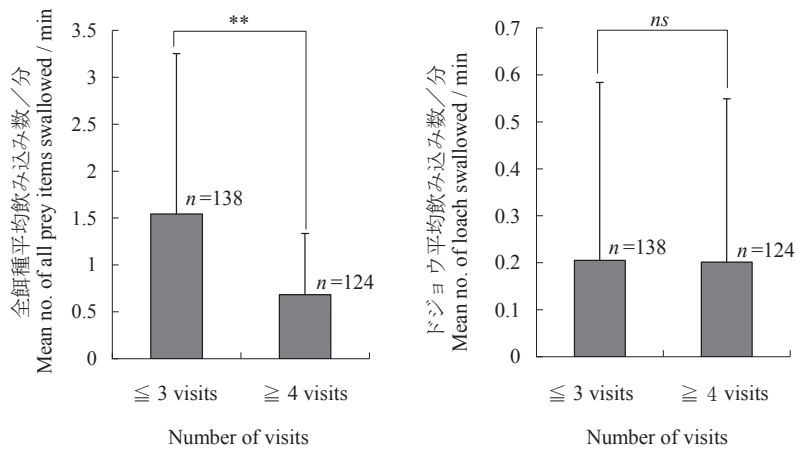 全餌種平均飲み込み数／分
Mean no. of all prey items swallowed / min
3.5
3
2.5
2
1.5
1
0.5
0
**
n=138
n=124
≦ 3 visits
≧ 4 visits
Number of visits
ドジョウ平均飲み込み数／分
Mean no. of loach swallowed / min
0.7
0.6
0.5
0.4
0.3
0.2
0.1
0
ns
n=138
n=124
≦ 3 visits
≧ 4 visits
Number of visits